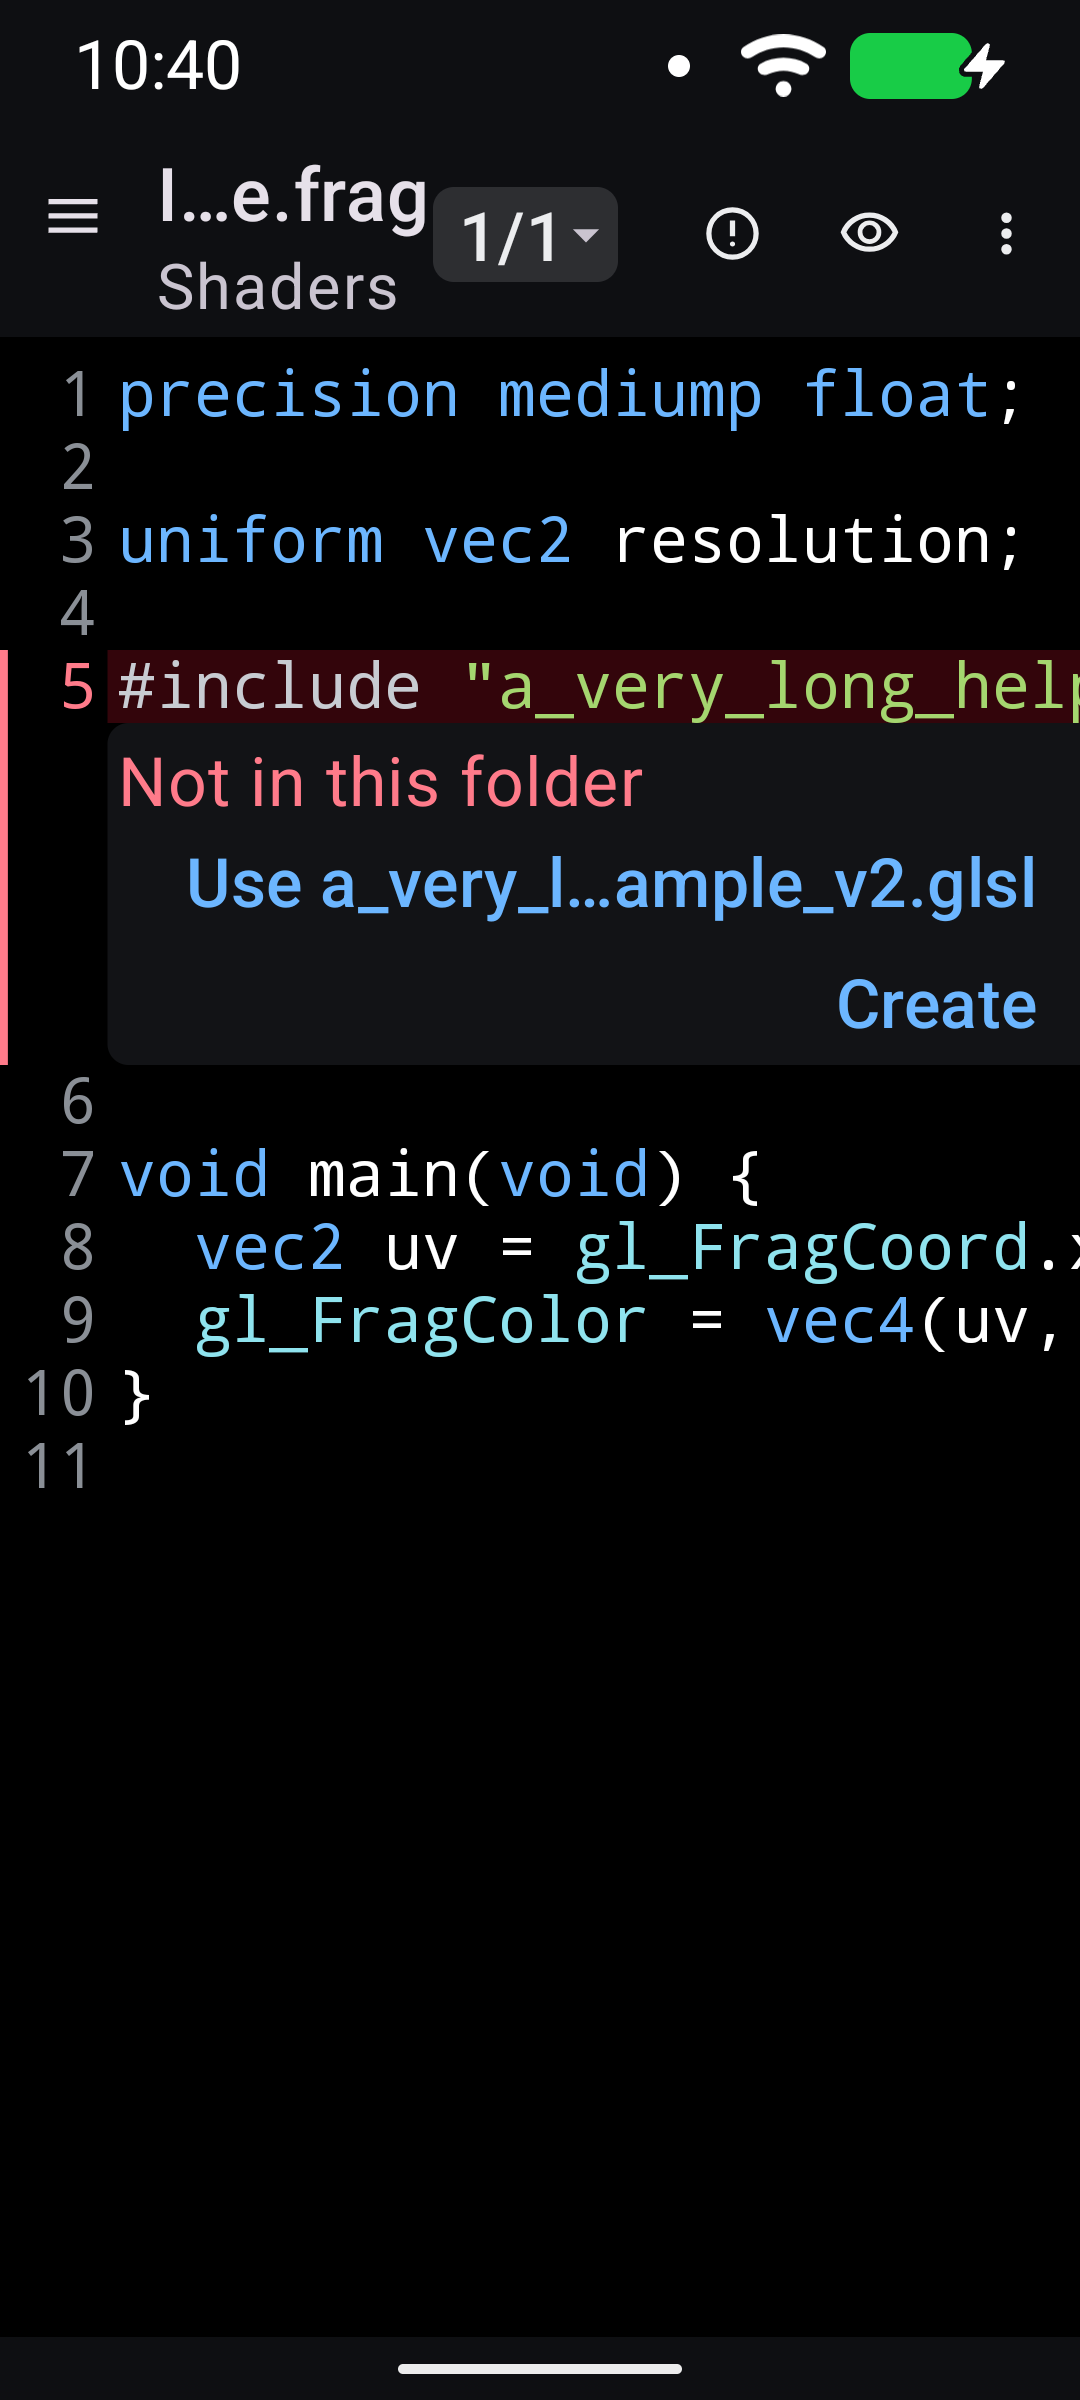 10:40
I…e.frag
Shaders
1/1
1 precision mediump float;
2
3 uniform vec2 resolution;
4
5 #include "a_very_long_help
Not in this folder
Use a_very_l…ample_v2.glsl
Create
6
7 void main(void) {
8   vec2 uv = gl_FragCoord.x
9   gl_FragColor = vec4(uv,
10 }
11